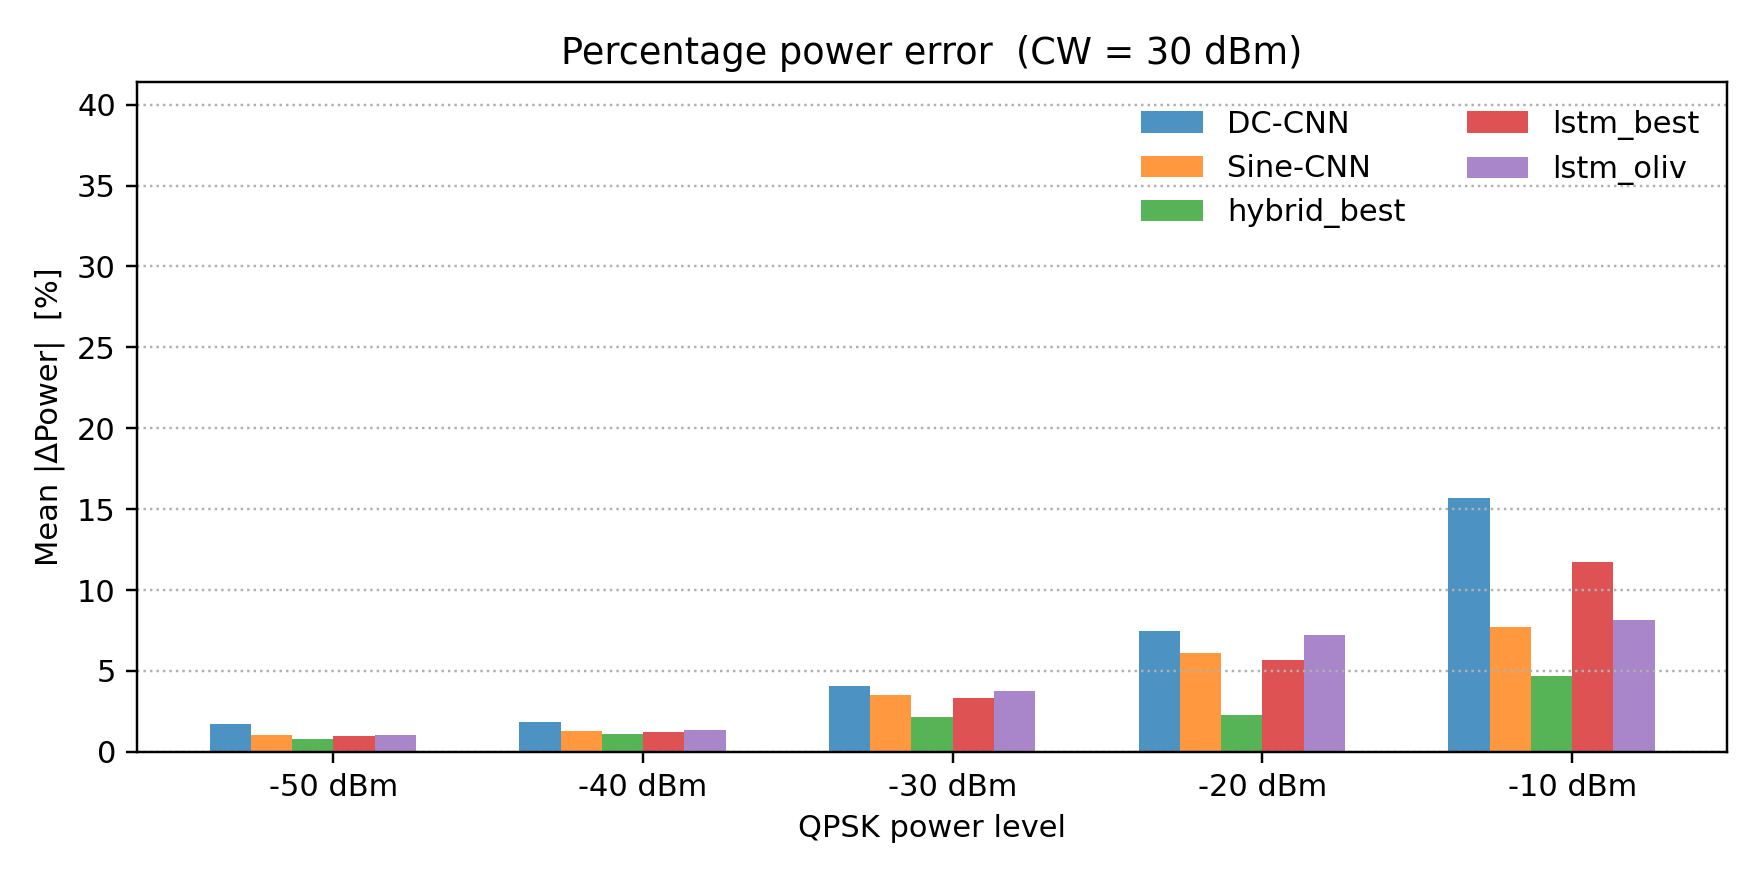 Percentage power error  (CW = 30 dBm)
40
35
30
25
20
15
10
5
0
Mean |ΔPower|  [%]
DC-CNN
Sine-CNN
hybrid_best
lstm_best
lstm_oliv
-50 dBm
-40 dBm
-30 dBm
-20 dBm
-10 dBm
QPSK power level